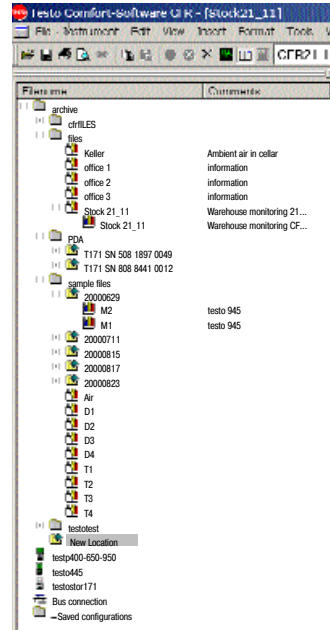 Testo Comfort-Software CFR - [Stock21_11]
File Instrument Edit View Insert Format Tools
CFR21 I
Filename Comments
archive
cfrfILES
files
Keller Ambient air in cellar
office 1 information
office 2 information
office 3 information
Stock 21_11 Warehouse monitoring 21...
Stock 21_11 Warehouse monitoring CF...
PDA
T171 SN 508 1897 0049
T171 SN 808 8441 0012
sample files
20000629
M2 testo 945
M1 testo 945
20000711
20000815
20000817
20000823
Air
D1
D2
D3
D4
T1
T2
T3
T4
testotest
New Location
testp400-650-950
testo445
testostor171
Bus connection
–Saved configurations